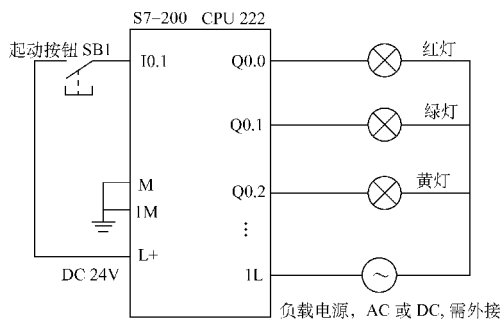 S7-200 CPU 222
起动按钮 SB1
I0.1
Q0.0
红灯
Q0.1
绿灯
M
Q0.2
黄灯
1M
⋮
L+
DC 24V
1L
~
负载电源，AC 或 DC, 需外接